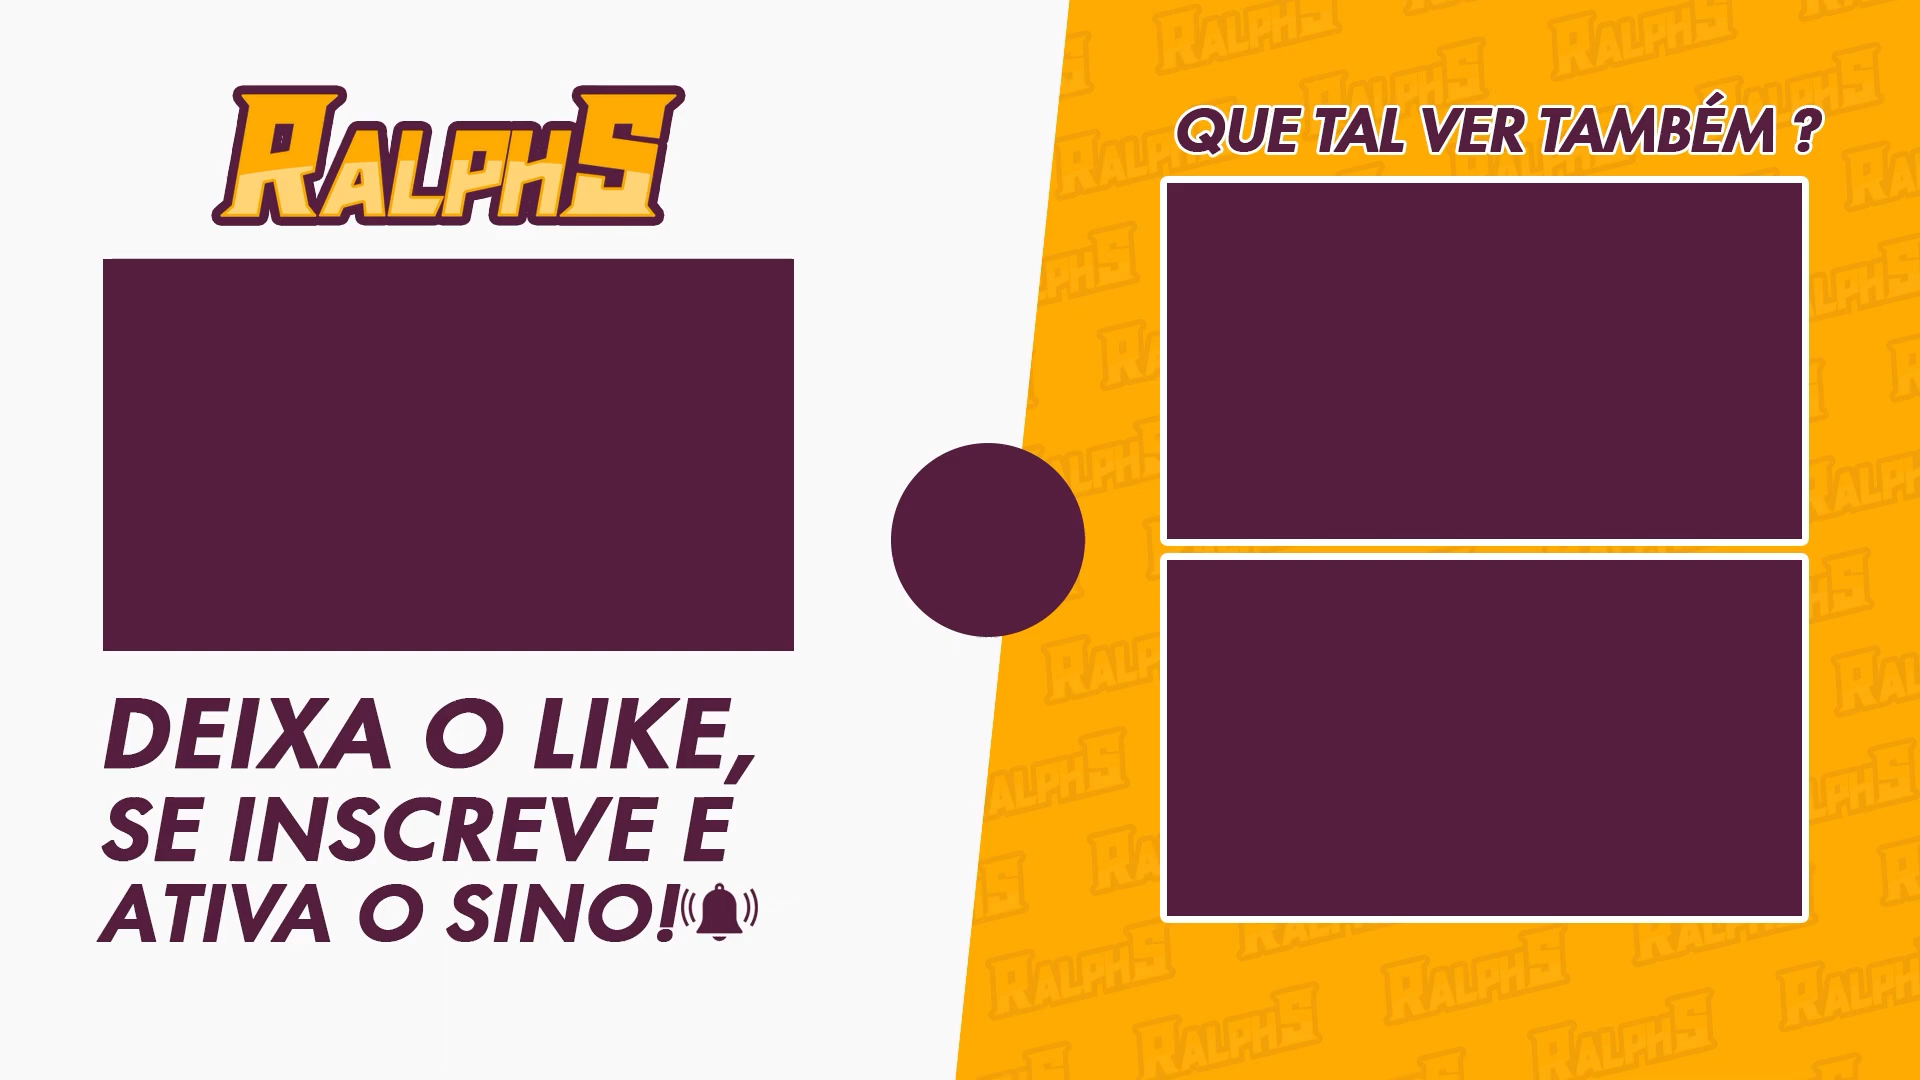 RALPHS
DEIXA O LIKE,
SE INSCREVE E
ATIVA O SINO!
QUE TAL VER TAMBÉM ?